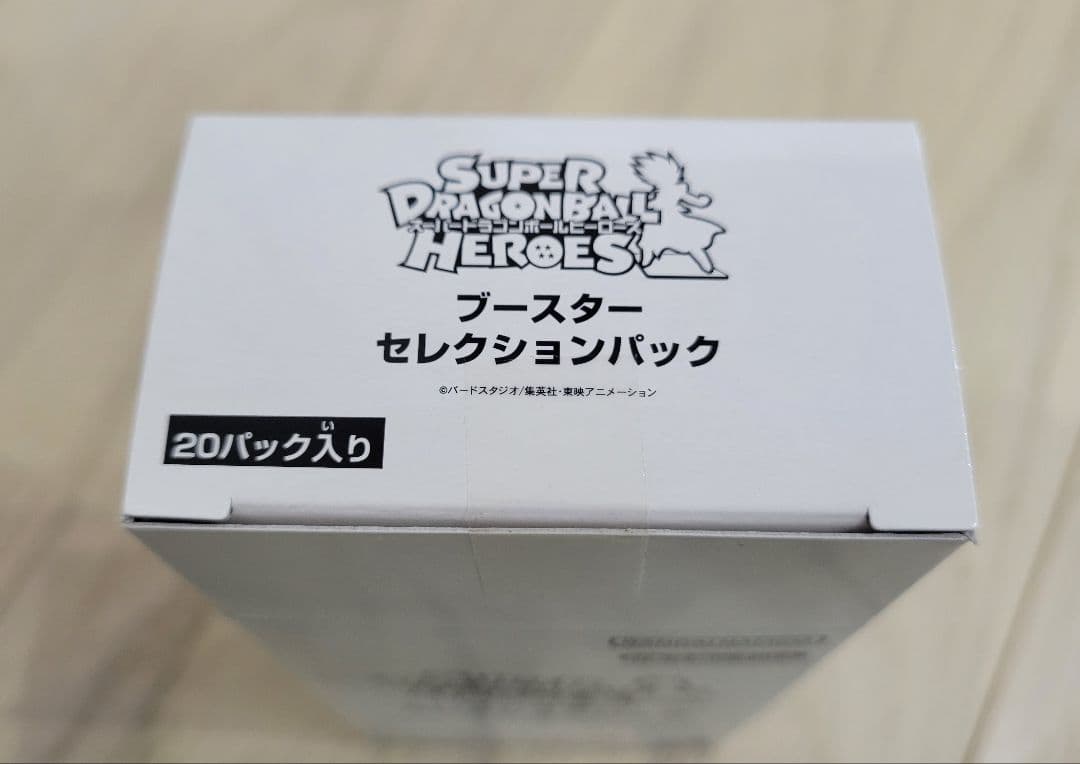 SUPER
DRAGONBALL
スーパードラゴンボールヒーローズ
HEROES
ブースター
セレクションパック
©バードスタジオ/集英社・東映アニメーション
い
20パック入り